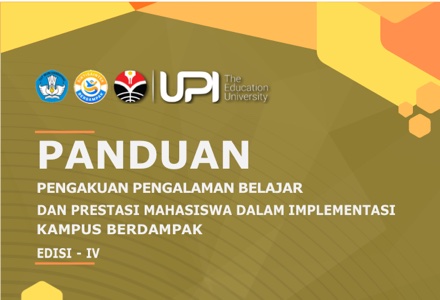 UPI
The
Education
University
PANDUAN
PENGAKUAN PENGALAMAN BELAJAR
DAN PRESTASI MAHASISWA DALAM IMPLEMENTASI
KAMPUS BERDAMPAK
EDISI - IV